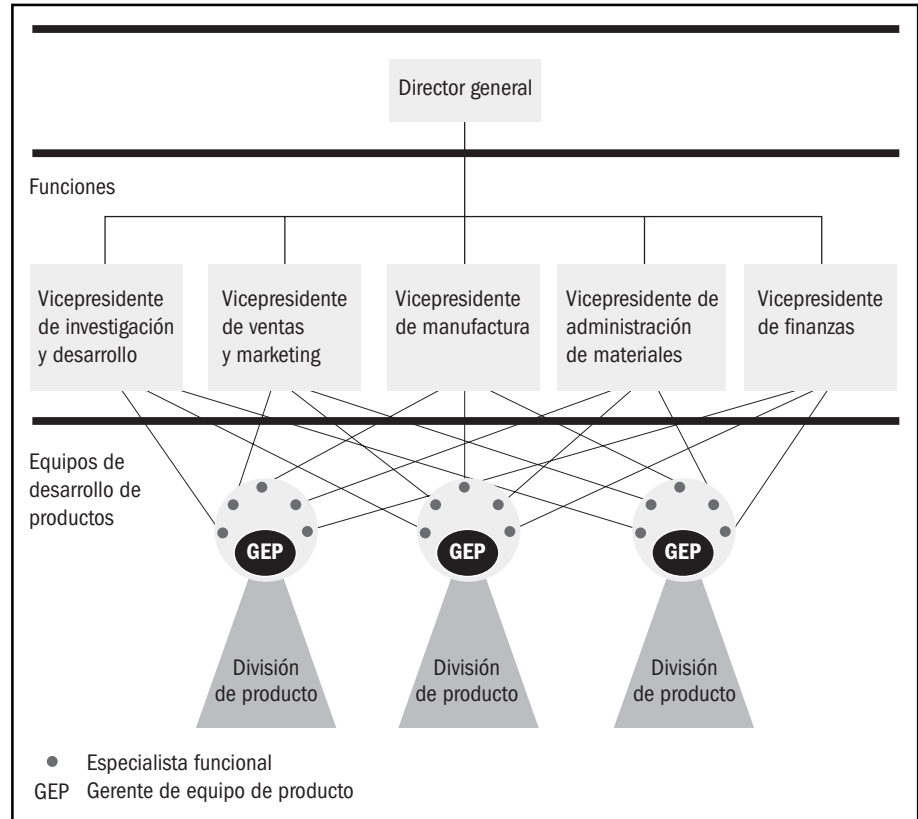 Director general
Funciones
Vicepresidente
de investigación
y desarrollo
Vicepresidente
de ventas
y marketing
Vicepresidente
de manufactura
Vicepresidente de
administración
de materiales
Vicepresidente
de finanzas
Equipos de
desarrollo de
productos
GEP
GEP
GEP
División
de producto
División
de producto
División
de producto
Especialista funcional
GEP Gerente de equipo de producto